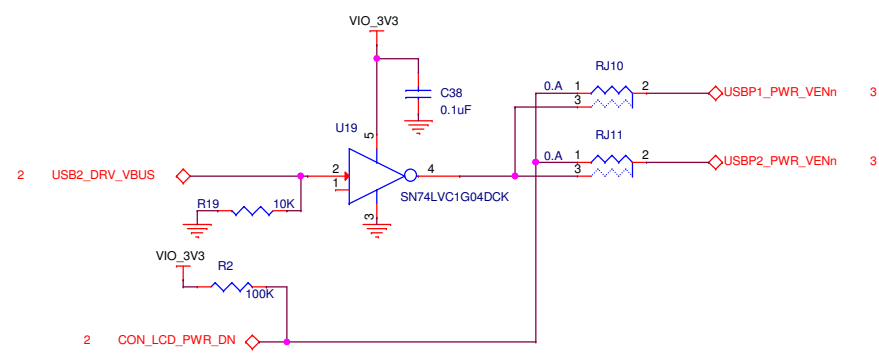 VIO_3V3
RJ10
C38
0.1uF
0.A 1 2 USBP1_PWR_VENn 3
3
U19
5
RJ11
0.A 1 2 USBP2_PWR_VENn 3
3
2 USB2_DRV_VBUS 2 4
1
SN74LVC1G04DCK
3
R19 10K
VIO_3V3
R2
100K
2 CON_LCD_PWR_DN